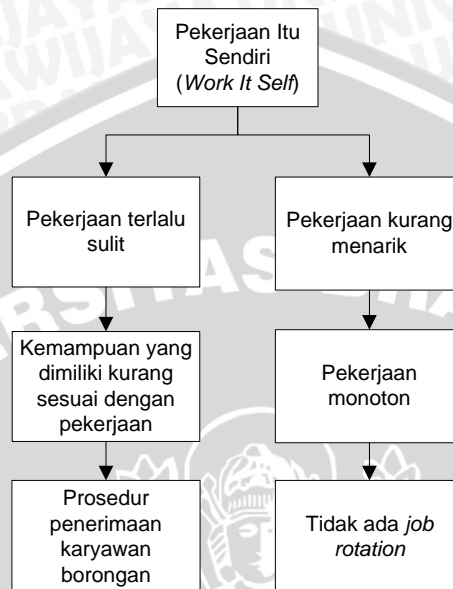 Pekerjaan Itu
Sendiri
(Work It Self)
Pekerjaan terlalu
sulit
Pekerjaan kurang
menarik
Kemampuan yang
dimiliki kurang
sesuai dengan
pekerjaan
Pekerjaan
monoton
Prosedur
penerimaan
karyawan
borongan
Tidak ada job
rotation